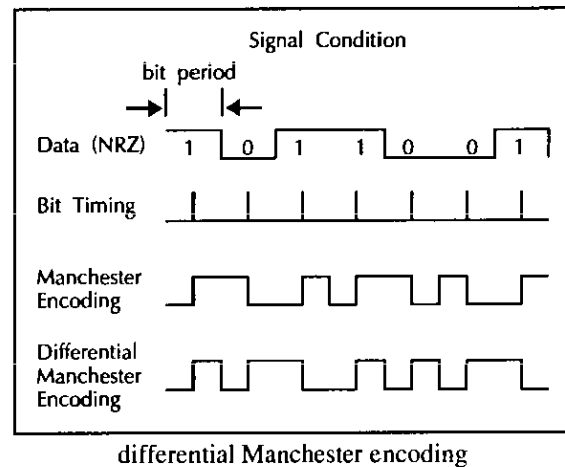 Signal Condition
bit period
Data (NRZ)
1 0 1 1 0 0 1
Bit Timing
Manchester
Encoding
Differential
Manchester
Encoding
differential Manchester encoding